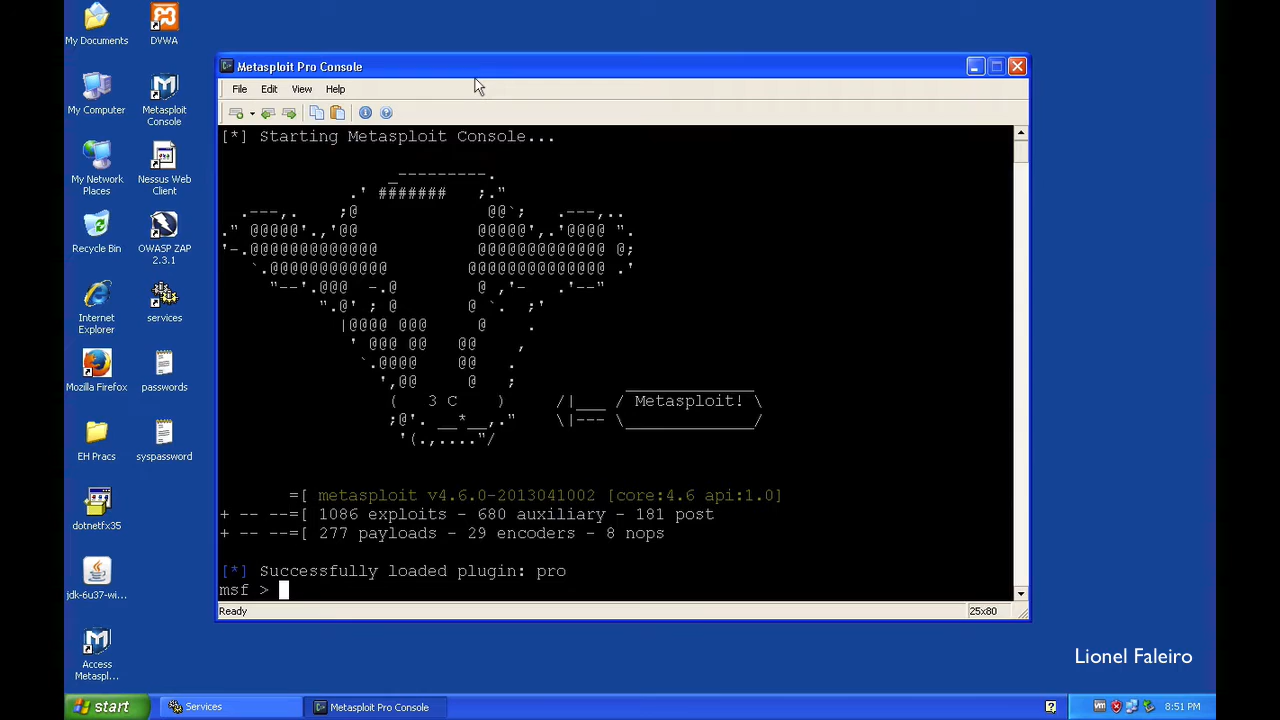 My Documents
DVWA
My Computer
Metasploit
Console
My Network
Places
Nessus Web
Client
Recycle Bin
OWASP ZAP
2.3.1
Internet
Explorer
services
Mozilla Firefox
passwords
EH Pracs
syspassword
dotnetfx35
jdk-6u37-wi...
Access
Metaspl...
Metasploit Pro Console
File Edit View Help
[*] Starting Metasploit Console...
3 C
Metasploit!
=[ metasploit v4.6.0-2013041002 [core:4.6 api:1.0]
+ -- --=[ 1086 exploits - 680 auxiliary - 181 post
+ -- --=[ 277 payloads - 29 encoders - 8 nops
[*] Successfully loaded plugin: pro
msf >
Ready 25x80
Lionel Faleiro
start
Services
Metasploit Pro Console
8:51 PM